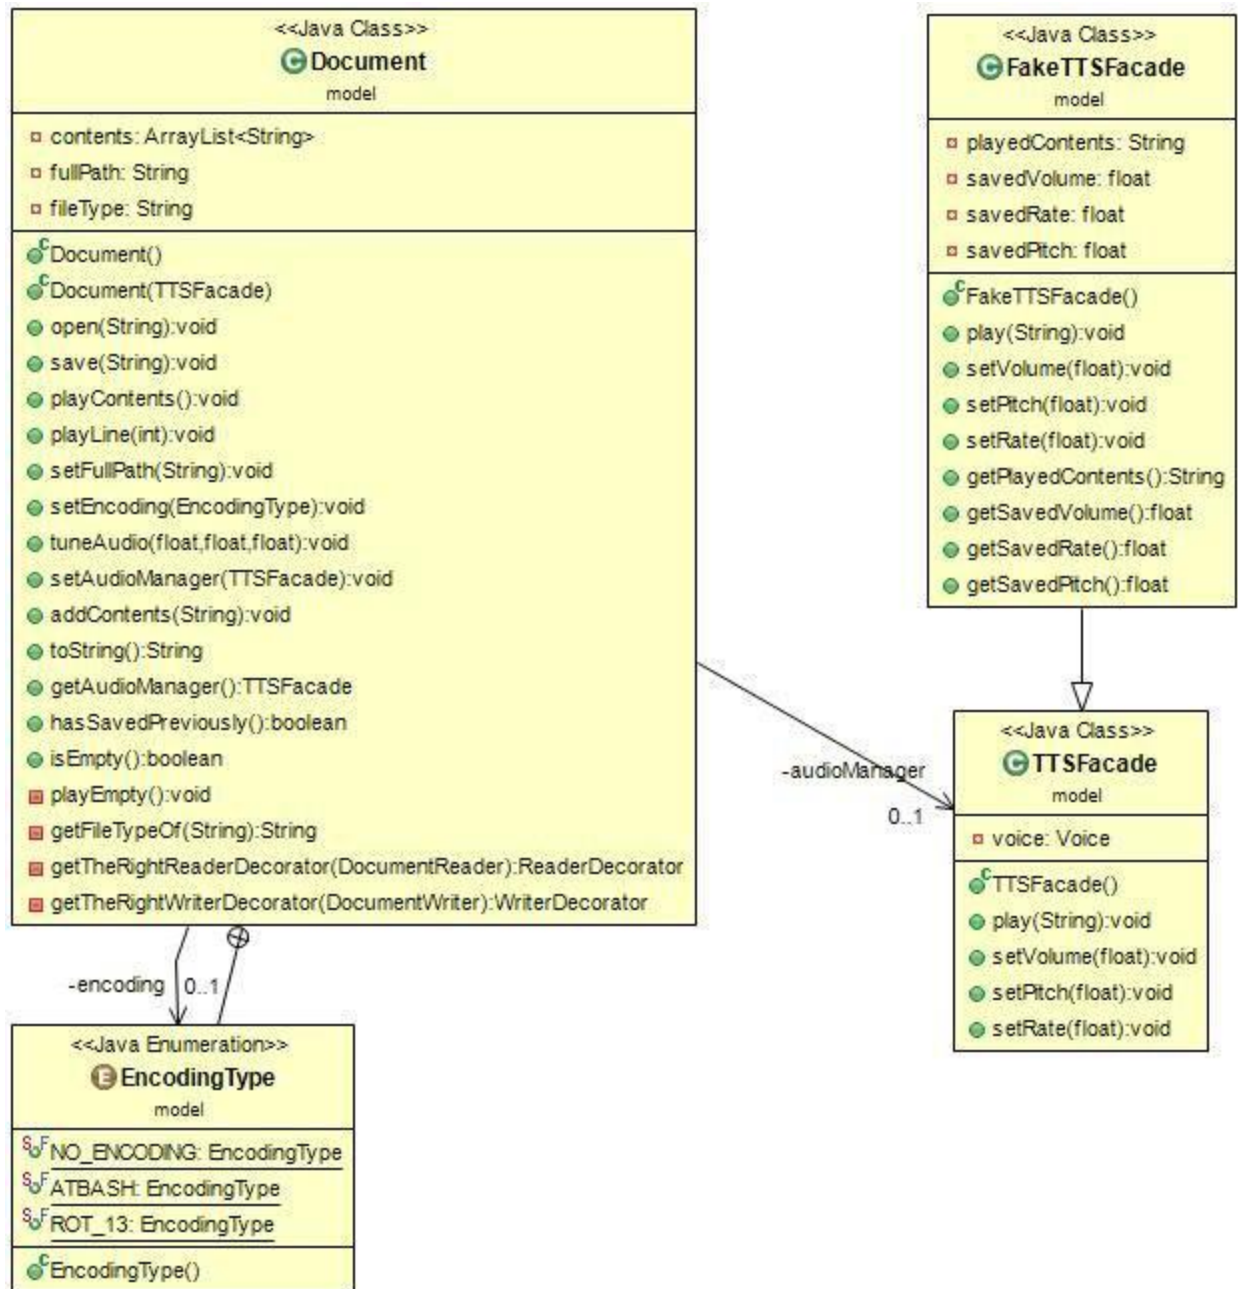 <<Java Class>>
Document
model
contents: ArrayList<String>
fullPath: String
fileType: String
Document()
Document(TTSFacade)
open(String):void
save(String):void
playContents():void
playLine(int):void
setFullPath(String):void
setEncoding(EncodingType):void
tuneAudio(float,float,float):void
setAudioManager(TTSFacade):void
addContents(String):void
toString():String
getAudioManager():TTSFacade
hasSavedPreviously():boolean
isEmpty():boolean
playEmpty():void
getFileTypeOf(String):String
getTheRightReaderDecorator(DocumentReader):ReaderDecorator
getTheRightWriterDecorator(DocumentWriter):WriterDecorator
<<Java Class>>
FakeTTSFacade
model
playedContents: String
savedVolume: float
savedRate: float
savedPitch: float
FakeTTSFacade()
play(String):void
setVolume(float):void
setPitch(float):void
setRate(float):void
getPlayedContents():String
getSavedVolume():float
getSavedRate():float
getSavedPitch():float
-audioManager
0..1
<<Java Class>>
TTSFacade
model
voice: Voice
TTSFacade()
play(String):void
setVolume(float):void
setPitch(float):void
setRate(float):void
-encoding 0..1
<<Java Enumeration>>
EncodingType
model
NO_ENCODING: EncodingType
ATBASH: EncodingType
ROT_13: EncodingType
EncodingType()